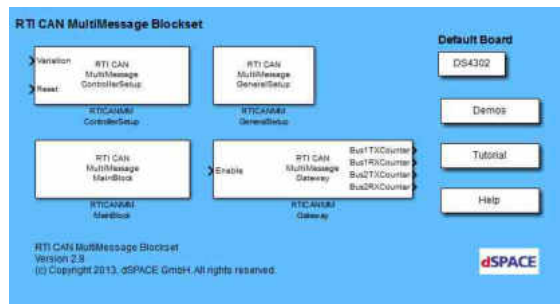 RTI CAN MultiMessage Blockset
Default Board
Variation
Reset
RTI CAN
MultiMessage
ControllerSetup
RTICANMM
ControllerSetup
RTI CAN
MultiMessage
GeneralSetup
RTICANMM
GeneralSetup
DS4302
Demos
RTI CAN
MultiMessage
MainBlock
RTICANMM
MainBlock
Enable
RTI CAN
MultiMessage
Gateway
Bus1TXCounter
Bus1RXCounter
Bus2TXCounter
Bus2RXCounter
RTICANMM
Gateway
Tutorial
Help
RTI CAN MultiMessage Blockset
Version 2.9
(c) Copyright 2013, dSPACE GmbH. All rights reserved.
dSPACE